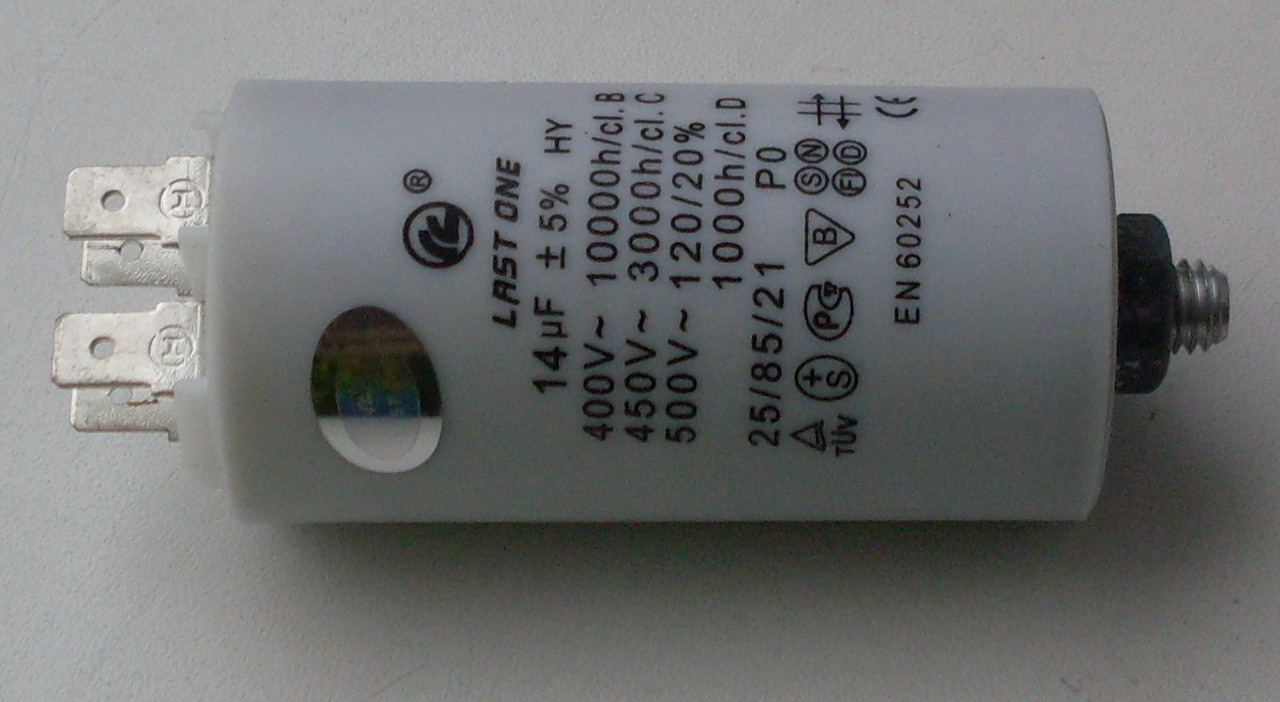 ®
LAST ONE
14µF ± 5% HY
400V~ 10000h/cl.B
450V~ 3000h/cl.C
500V~ 120/20%
1000h/cl.D
25/85/21 P0
B S N
TÜV +S FI D
EN 60252 CE
H
H